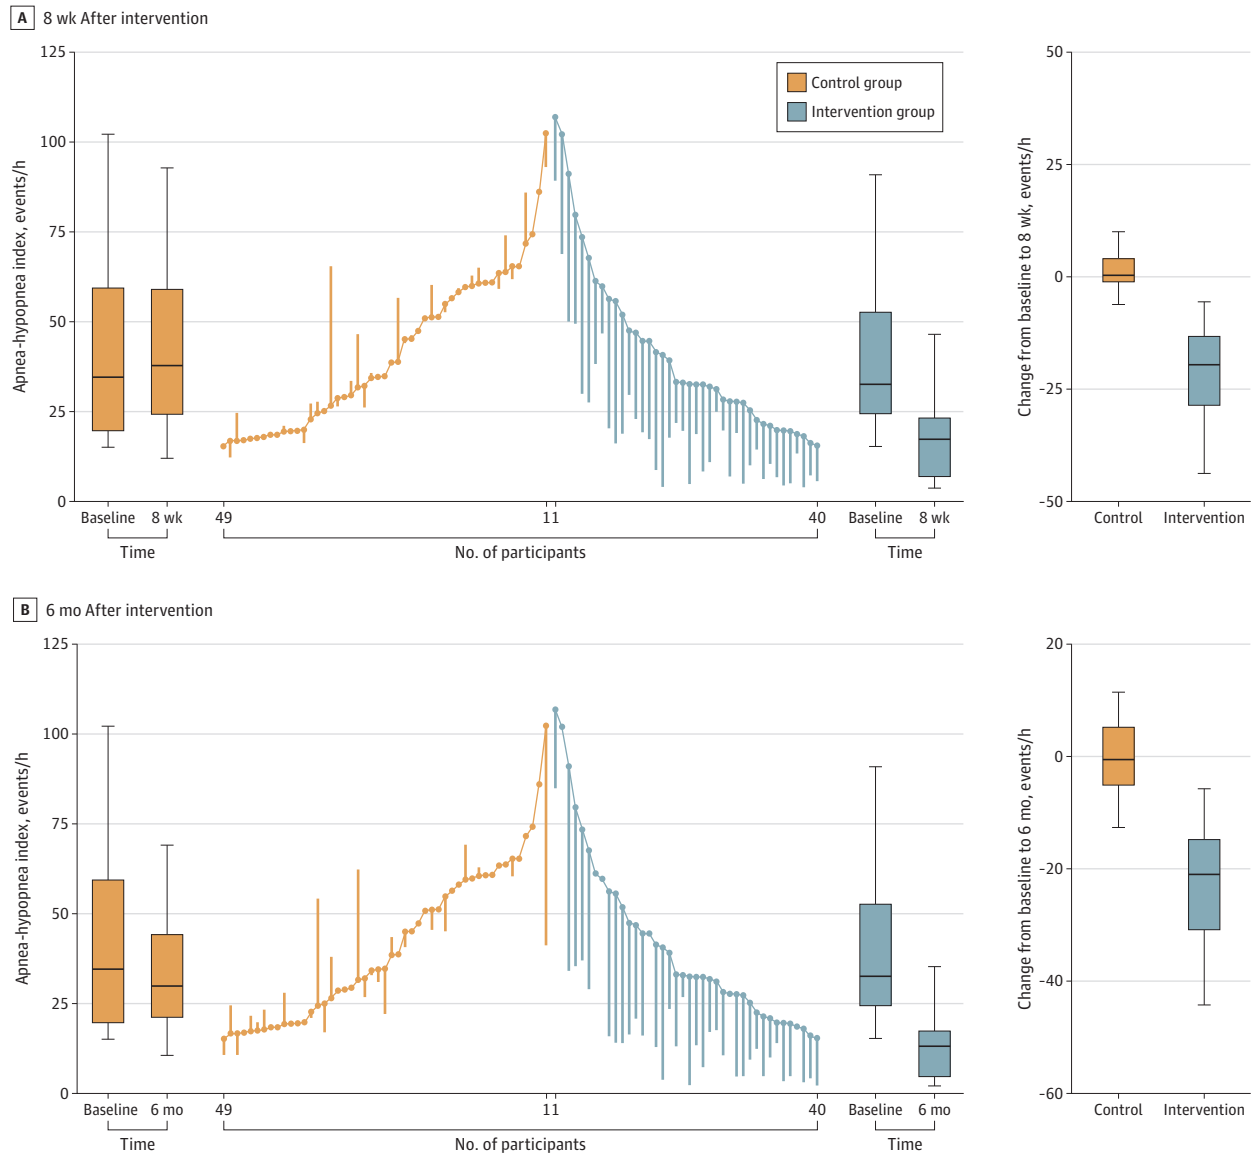 A 8 wk After intervention
125
100
75
50
25
0
Apnea-hypopnea index, events/h
Control group
Intervention group
Baseline 8 wk
Time
49 11 40
No. of participants
Baseline 8 wk
Time
50
25
0
-25
-50
Change from baseline to 8 wk, events/h
Control Intervention
B 6 mo After intervention
125
100
75
50
25
0
Apnea-hypopnea index, events/h
Baseline 6 mo
Time
49 11 40
No. of participants
Baseline 6 mo
Time
20
0
-20
-40
-60
Change from baseline to 6 mo, events/h
Control Intervention